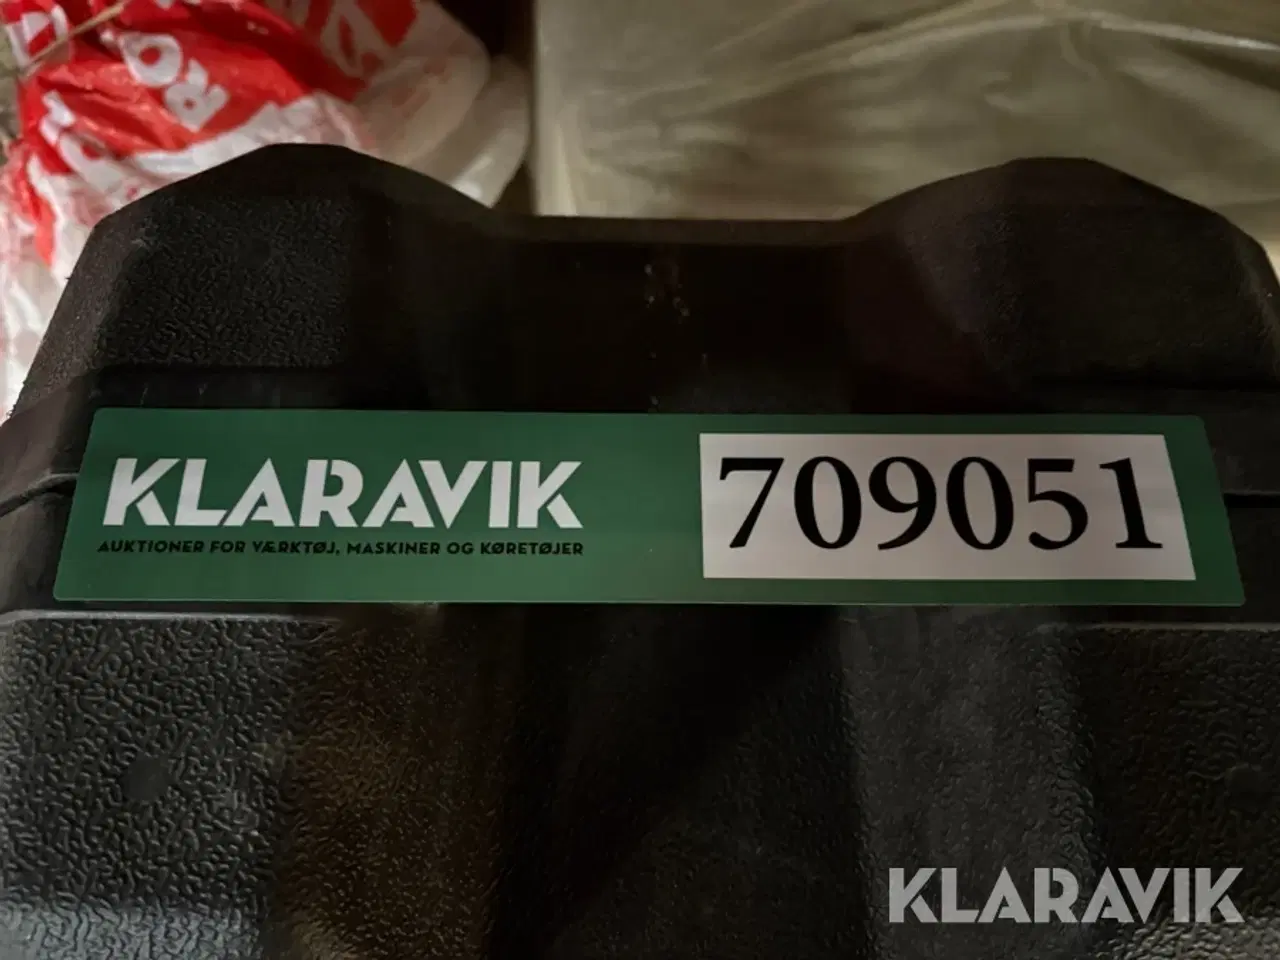 KLARAVIK
AUKTIONER FOR VÆRKTØJ, MASKINER OG KØRETØJER
709051
KLARAVIK